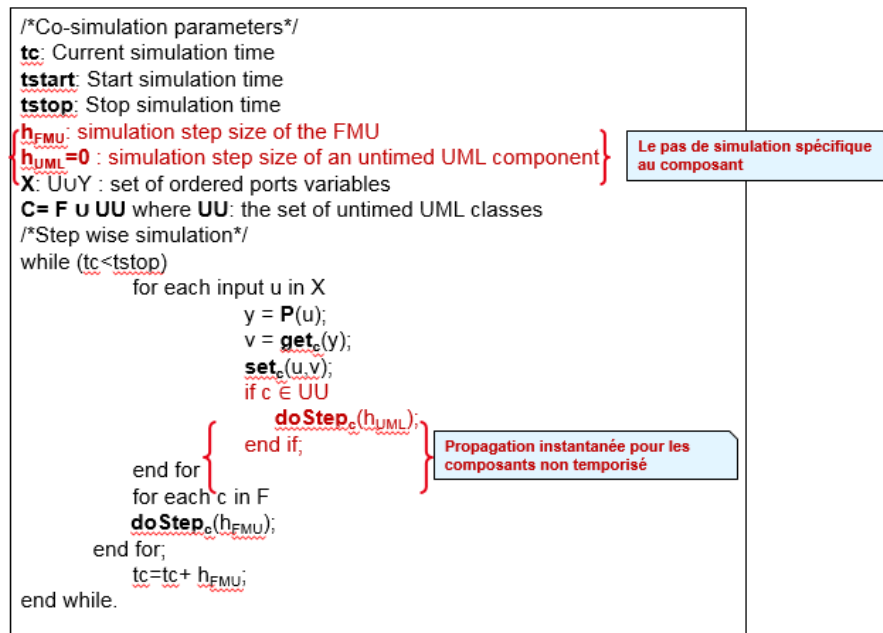 /*Co-simulation parameters*/
tc: Current simulation time
tstart: Start simulation time
tstop: Stop simulation time
hFMU: simulation step size of the FMU
hUML=0 : simulation step size of an untimed UML component
Le pas de simulation spécifique
au composant
X: U∪Y : set of ordered ports variables
C= F ∪ UU where UU: the set of untimed UML classes
/*Step wise simulation*/
while (tc<tstop)
for each input u in X
y = P(u);
v = getc(y);
setc(u,v);
if c ∈ UU
doStepc(hUML);
end if;
Propagation instantanée pour les
composants non temporisé
end for
for each c in F
doStepc(hFMU);
end for;
tc=tc+ hFMU;
end while.